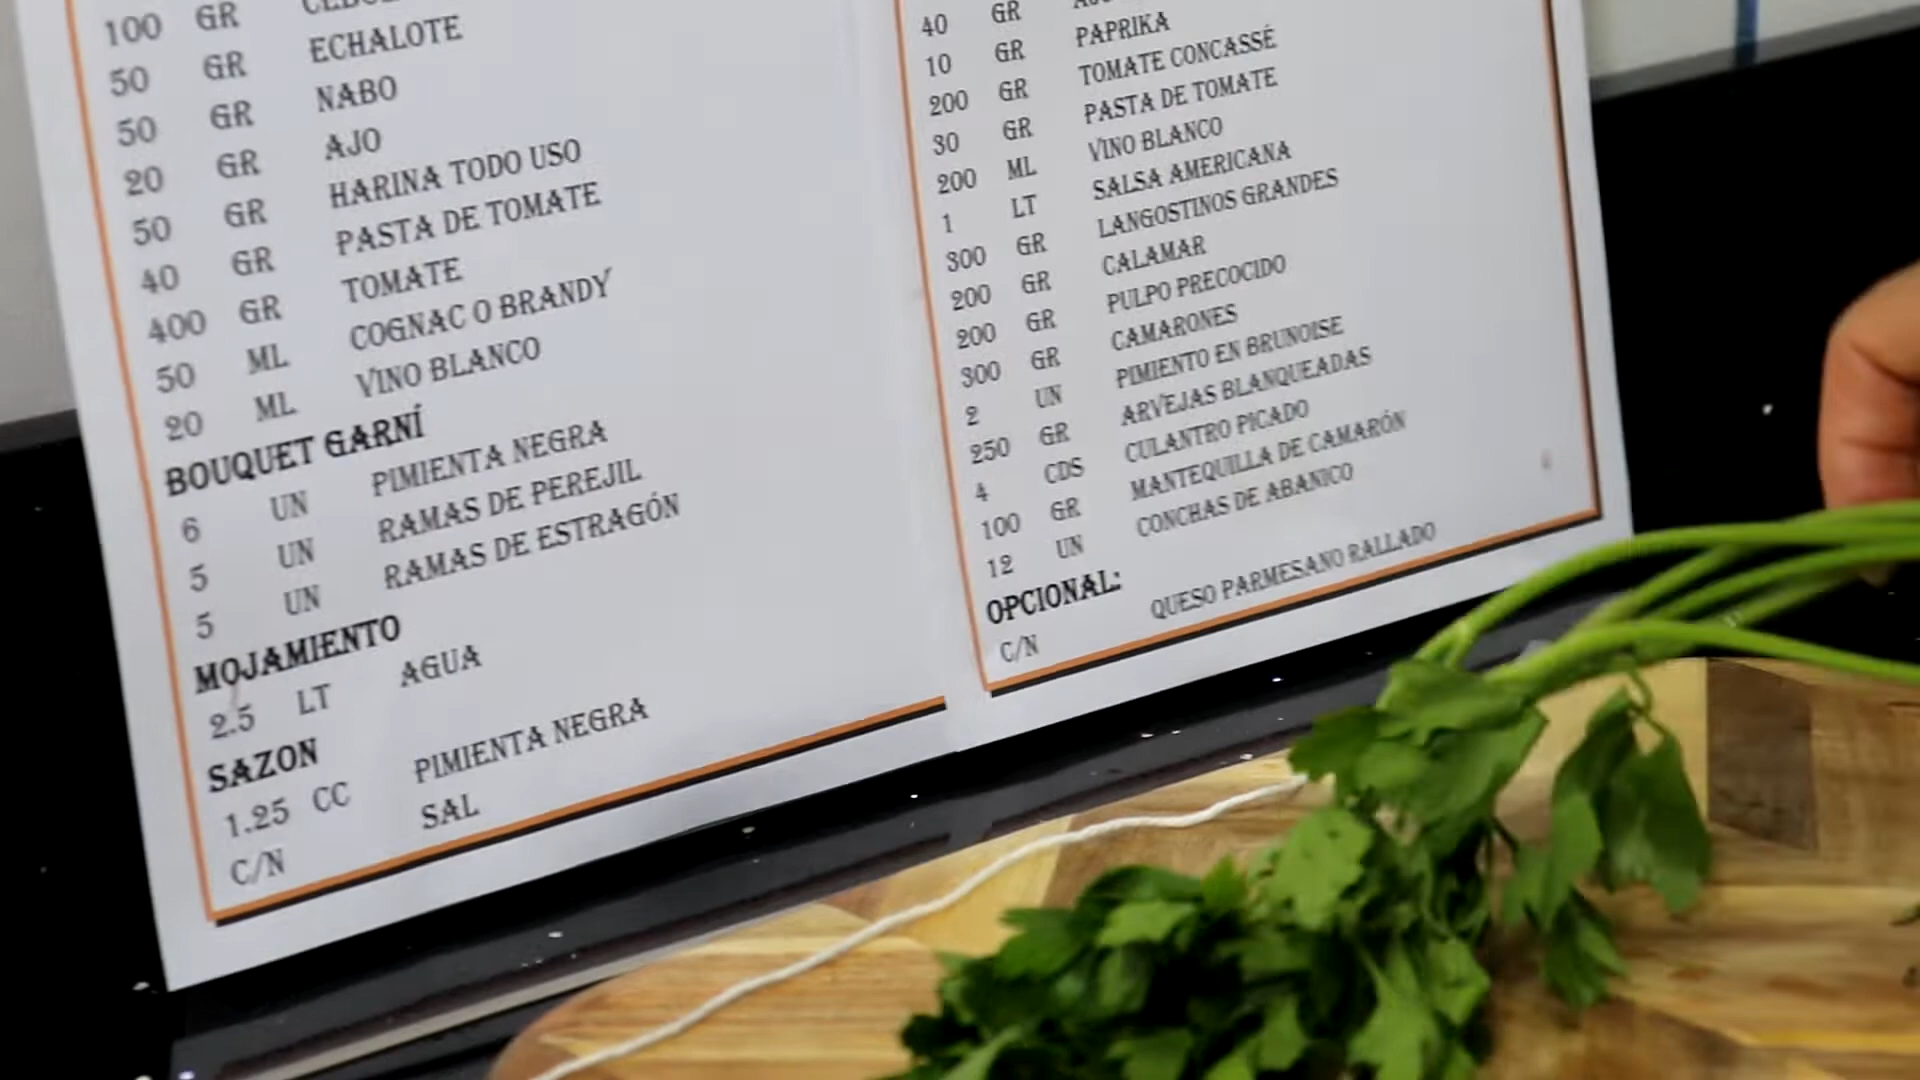 100 GR
50 GR ECHALOTE
50 GR NABO
20 GR AJO
50 GR HARINA TODO USO
40 GR PASTA DE TOMATE
400 GR TOMATE
50 ML COGNAC O BRANDY
20 ML VINO BLANCO
BOUQUET GARNÍ
6 UN PIMIENTA NEGRA
5 UN RAMAS DE PEREJIL
5 UN RAMAS DE ESTRAGÓN
MOJAMIENTO
2.5 LT AGUA
SAZON
1.25 CC PIMIENTA NEGRA
C/N SAL
40 GR
10 GR PAPRIKA
200 GR TOMATE CONCASSÉ
30 GR PASTA DE TOMATE
200 ML VINO BLANCO
1 LT SALSA AMERICANA
300 GR LANGOSTINOS GRANDES
200 GR CALAMAR
200 GR PULPO PRECOCIDO
300 GR CAMARONES
2 UN PIMIENTO EN BRUNOISE
250 GR ARVEJAS BLANQUEADAS
4 CDS CULANTRO PICADO
100 GR MANTEQUILLA DE CAMARÓN
12 UN CONCHAS DE ABANICO
OPCIONAL:
C/N QUESO PARMESANO RALLADO